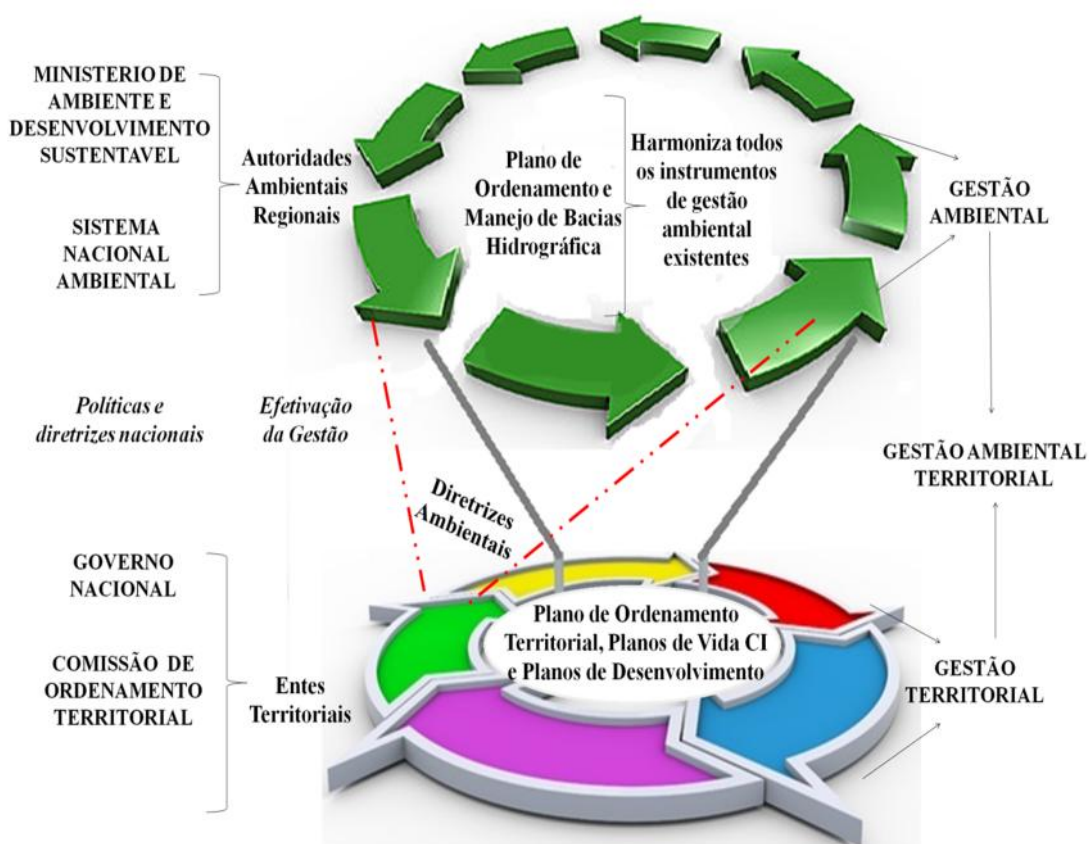 MINISTERIO DE
AMBIENTE E
DESENVOLVIMENTO
SUSTENTAVEL
SISTEMA
NACIONAL
AMBIENTAL
Autoridades
Ambientais
Regionais
Plano de
Ordenamento e
Manejo de Bacias
Hidrográfica
Harmoniza todos
os instrumentos
de gestão
ambiental
existentes
GESTÃO
AMBIENTAL
Políticas e
diretrizes nacionais
Efetivação
da Gestão
Diretrizes
Ambientais
GESTÃO AMBIENTAL
TERRITORIAL
GOVERNO
NACIONAL
COMISSÃO DE
ORDENAMENTO
TERRITORIAL
Entes
Territoriais
Plano de Ordenamento
Territorial, Planos de Vida CI
e Planos de Desenvolvimento
GESTÃO
TERRITORIAL